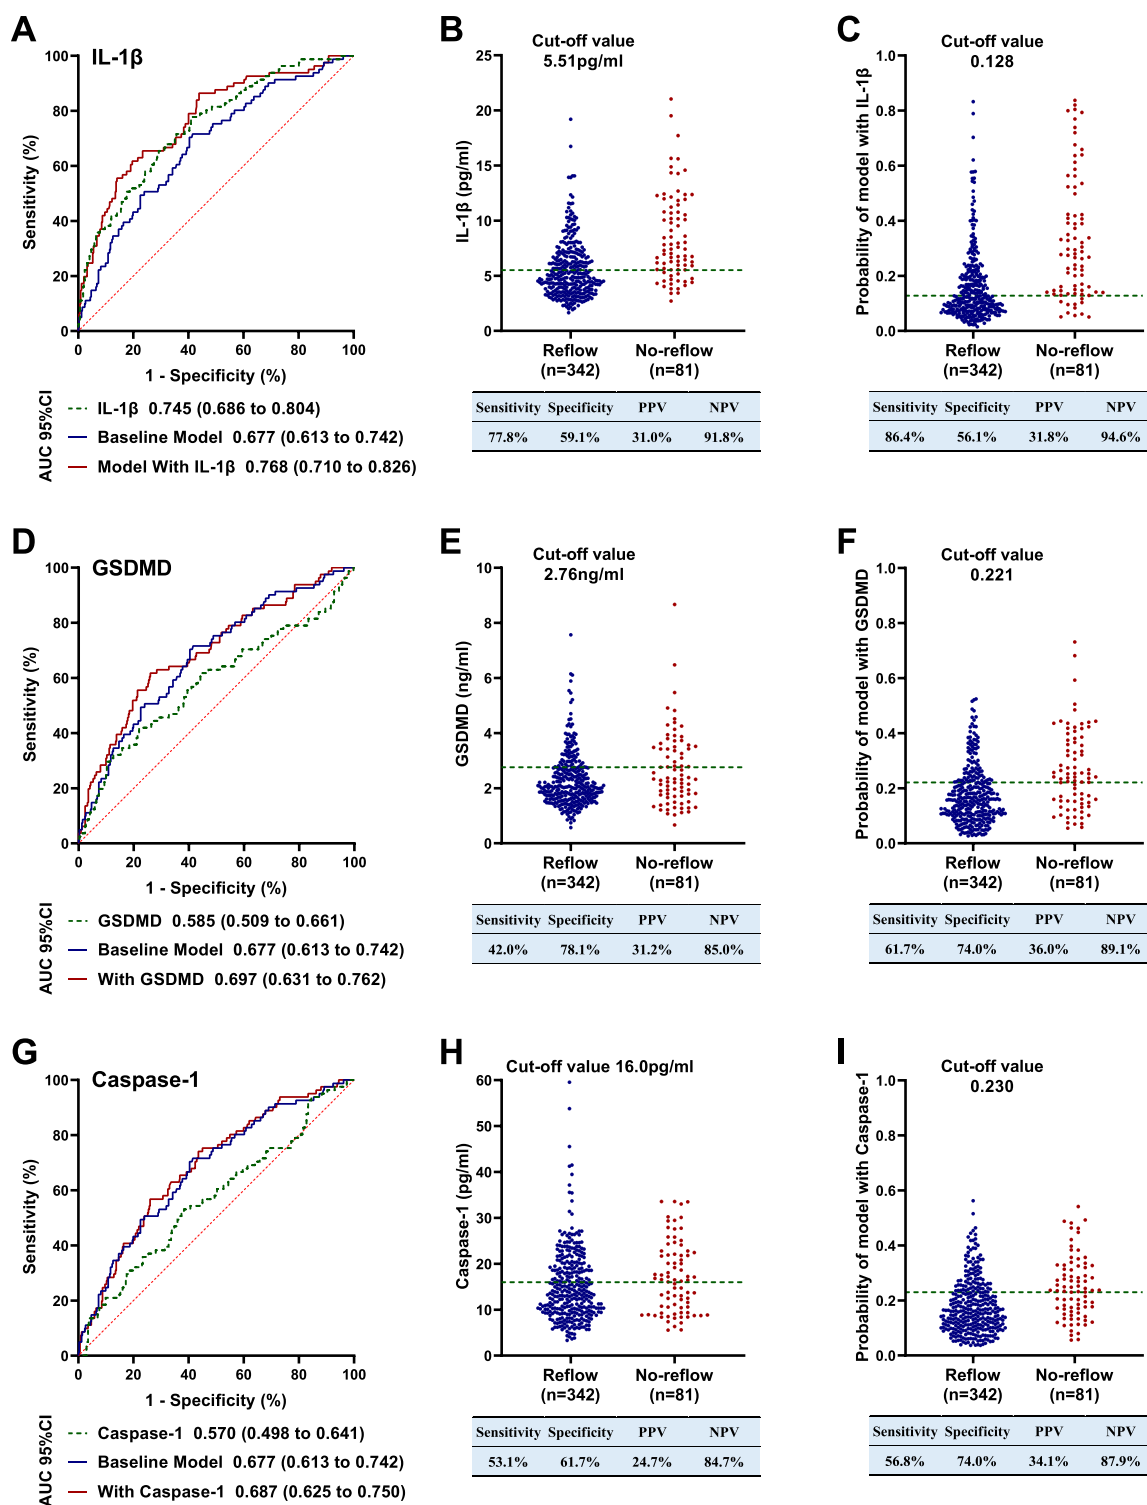 A
IL-1β
100
80
60
40
20
0
Sensitivity (%)
0 20 40 60 80 100
1 - Specificity (%)
AUC 95%CI
IL-1β 0.745 (0.686 to 0.804)
Baseline Model 0.677 (0.613 to 0.742)
Model With IL-1β 0.768 (0.710 to 0.826)
B
Cut-off value
5.51pg/ml
25
20
15
10
5
0
IL-1β (pg/ml)
Reflow No-reflow
(n=342) (n=81)
Sensitivity Specificity PPV NPV
77.8% 59.1% 31.0% 91.8%
C
Cut-off value
0.128
1.0
0.8
0.6
0.4
0.2
0.0
Probability of model with IL-1β
Reflow No-reflow
(n=342) (n=81)
Sensitivity Specificity PPV NPV
86.4% 56.1% 31.8% 94.6%
D
GSDMD
100
80
60
40
20
0
Sensitivity (%)
0 20 40 60 80 100
1 - Specificity (%)
AUC 95%CI
GSDMD 0.585 (0.509 to 0.661)
Baseline Model 0.677 (0.613 to 0.742)
With GSDMD 0.697 (0.631 to 0.762)
E
Cut-off value
2.76ng/ml
10
8
6
4
2
0
GSDMD (ng/ml)
Reflow No-reflow
(n=342) (n=81)
Sensitivity Specificity PPV NPV
42.0% 78.1% 31.2% 85.0%
F
Cut-off value
0.221
1.0
0.8
0.6
0.4
0.2
0.0
Probability of model with GSDMD
Reflow No-reflow
(n=342) (n=81)
Sensitivity Specificity PPV NPV
61.7% 74.0% 36.0% 89.1%
G
Caspase-1
100
80
60
40
20
0
Sensitivity (%)
0 20 40 60 80 100
1 - Specificity (%)
AUC 95%CI
Caspase-1 0.570 (0.498 to 0.641)
Baseline Model 0.677 (0.613 to 0.742)
With Caspase-1 0.687 (0.625 to 0.750)
H
Cut-off value 16.0pg/ml
60
50
40
30
20
10
0
Caspase-1 (pg/ml)
Reflow No-reflow
(n=342) (n=81)
Sensitivity Specificity PPV NPV
53.1% 61.7% 24.7% 84.7%
I
Cut-off value
0.230
1.0
0.8
0.6
0.4
0.2
0.0
Probability of model with Caspase-1
Reflow No-reflow
(n=342) (n=81)
Sensitivity Specificity PPV NPV
56.8% 74.0% 34.1% 87.9%